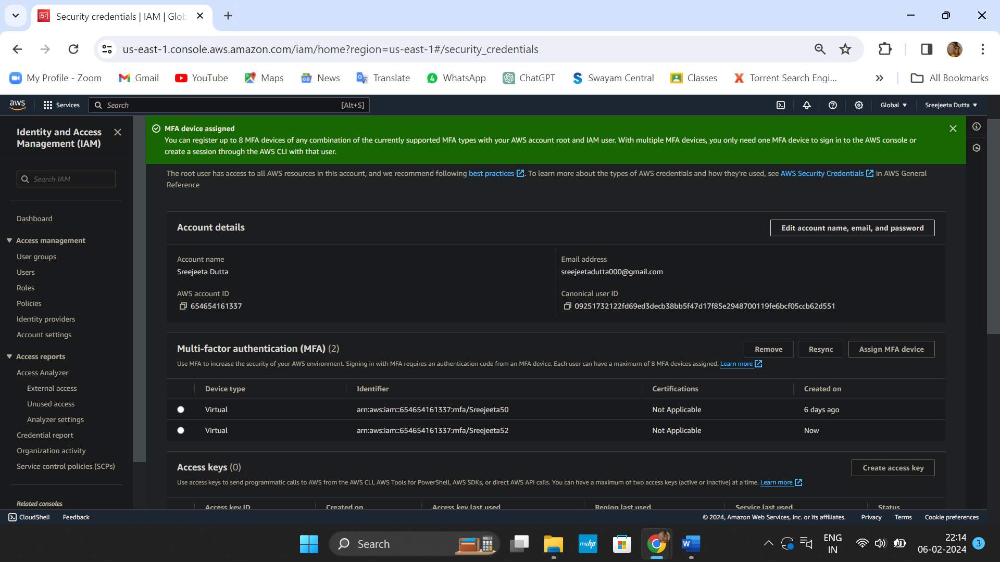 Security credentials | IAM | Glob
us-east-1.console.aws.amazon.com/iam/home?region=us-east-1#/security_credentials
My Profile - Zoom Gmail YouTube Maps News Translate WhatsApp ChatGPT Swayam Central Classes Torrent Search Engi... All Bookmarks
aws Services Search [Alt+S] Global Sreejeeta Dutta
Identity and Access
Management (IAM)
Search IAM
Dashboard
Access management
User groups
Users
Roles
Policies
Identity providers
Account settings
Access reports
Access Analyzer
External access
Unused access
Analyzer settings
Credential report
Organization activity
Service control policies (SCPs)
Related consoles
MFA device assigned
You can register up to 8 MFA devices of any combination of the currently supported MFA types with your AWS account root and IAM user. With multiple MFA devices, you only need one MFA device to sign in to the AWS console or
create a session through the AWS CLI with that user.
The root user has access to all AWS resources in this account, and we recommend following best practices. To learn more about the types of AWS credentials and how they're used, see AWS Security Credentials in AWS General
Reference
Account details Edit account name, email, and password
Account name Email address
Sreejeeta Dutta sreejeetadutta000@gmail.com
AWS account ID Canonical user ID
654654161337 09251732122fd69ed3decb38bb5f47d17f85e2948700119fe6bcf05ccb62d551
Multi-factor authentication (MFA) (2) Remove Resync Assign MFA device
Use MFA to increase the security of your AWS environment. Signing in with MFA requires an authentication code from an MFA device. Each user can have a maximum of 8 MFA devices assigned. Learn more
Device type Identifier Certifications Created on
Virtual arn:aws:iam::654654161337:mfa/Sreejeeta50 Not Applicable 6 days ago
Virtual arn:aws:iam::654654161337:mfa/Sreejeeta52 Not Applicable Now
Access keys (0) Create access key
Use access keys to send programmatic calls to AWS from the AWS CLI, AWS Tools for PowerShell, AWS SDKs, or direct AWS API calls. You can have a maximum of two access keys (active or inactive) at a time. Learn more
Access key ID Created on Access key last used Region last used Service last used Status
CloudShell Feedback © 2024, Amazon Web Services, Inc. or its affiliates. Privacy Terms Cookie preferences
Search myhp W ENG 22:14
IN 06-02-2024 3